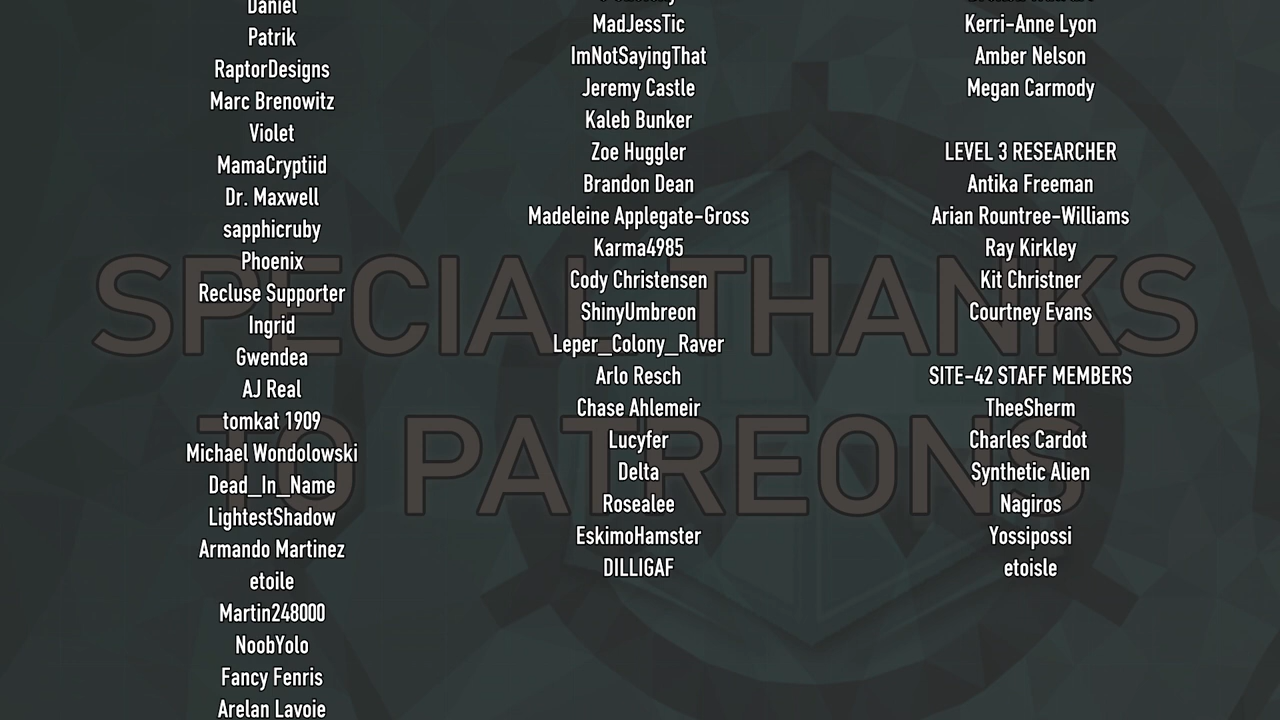 Daniel
Patrik
RaptorDesigns
Marc Brenowitz
Violet
MamaCryptiid
Dr. Maxwell
sapphicruby
Phoenix
Recluse Supporter
Ingrid
Gwendea
AJ Real
tomkat 1909
Michael Wondolowski
Dead_In_Name
LightestShadow
Armando Martinez
etoile
Martin248000
NoobYolo
Fancy Fenris
Arelan Lavoie
MadJessTic
ImNotSayingThat
Jeremy Castle
Kaleb Bunker
Zoe Huggler
Brandon Dean
Madeleine Applegate-Gross
Karma4985
Cody Christensen
ShinyUmbreon
Leper_Colony_Raver
Arlo Resch
Chase Ahlemeir
Lucyfer
Delta
Rosealee
EskimoHamster
DILLIGAF
Kerri-Anne Lyon
Amber Nelson
Megan Carmody
LEVEL 3 RESEARCHER
Antika Freeman
Arian Rountree-Williams
Ray Kirkley
Kit Christner
Courtney Evans
SITE-42 STAFF MEMBERS
TheeSherm
Charles Cardot
Synthetic Alien
Nagiros
Yossipossi
etoisle
SPECIAL THANKS
TO PATREONS